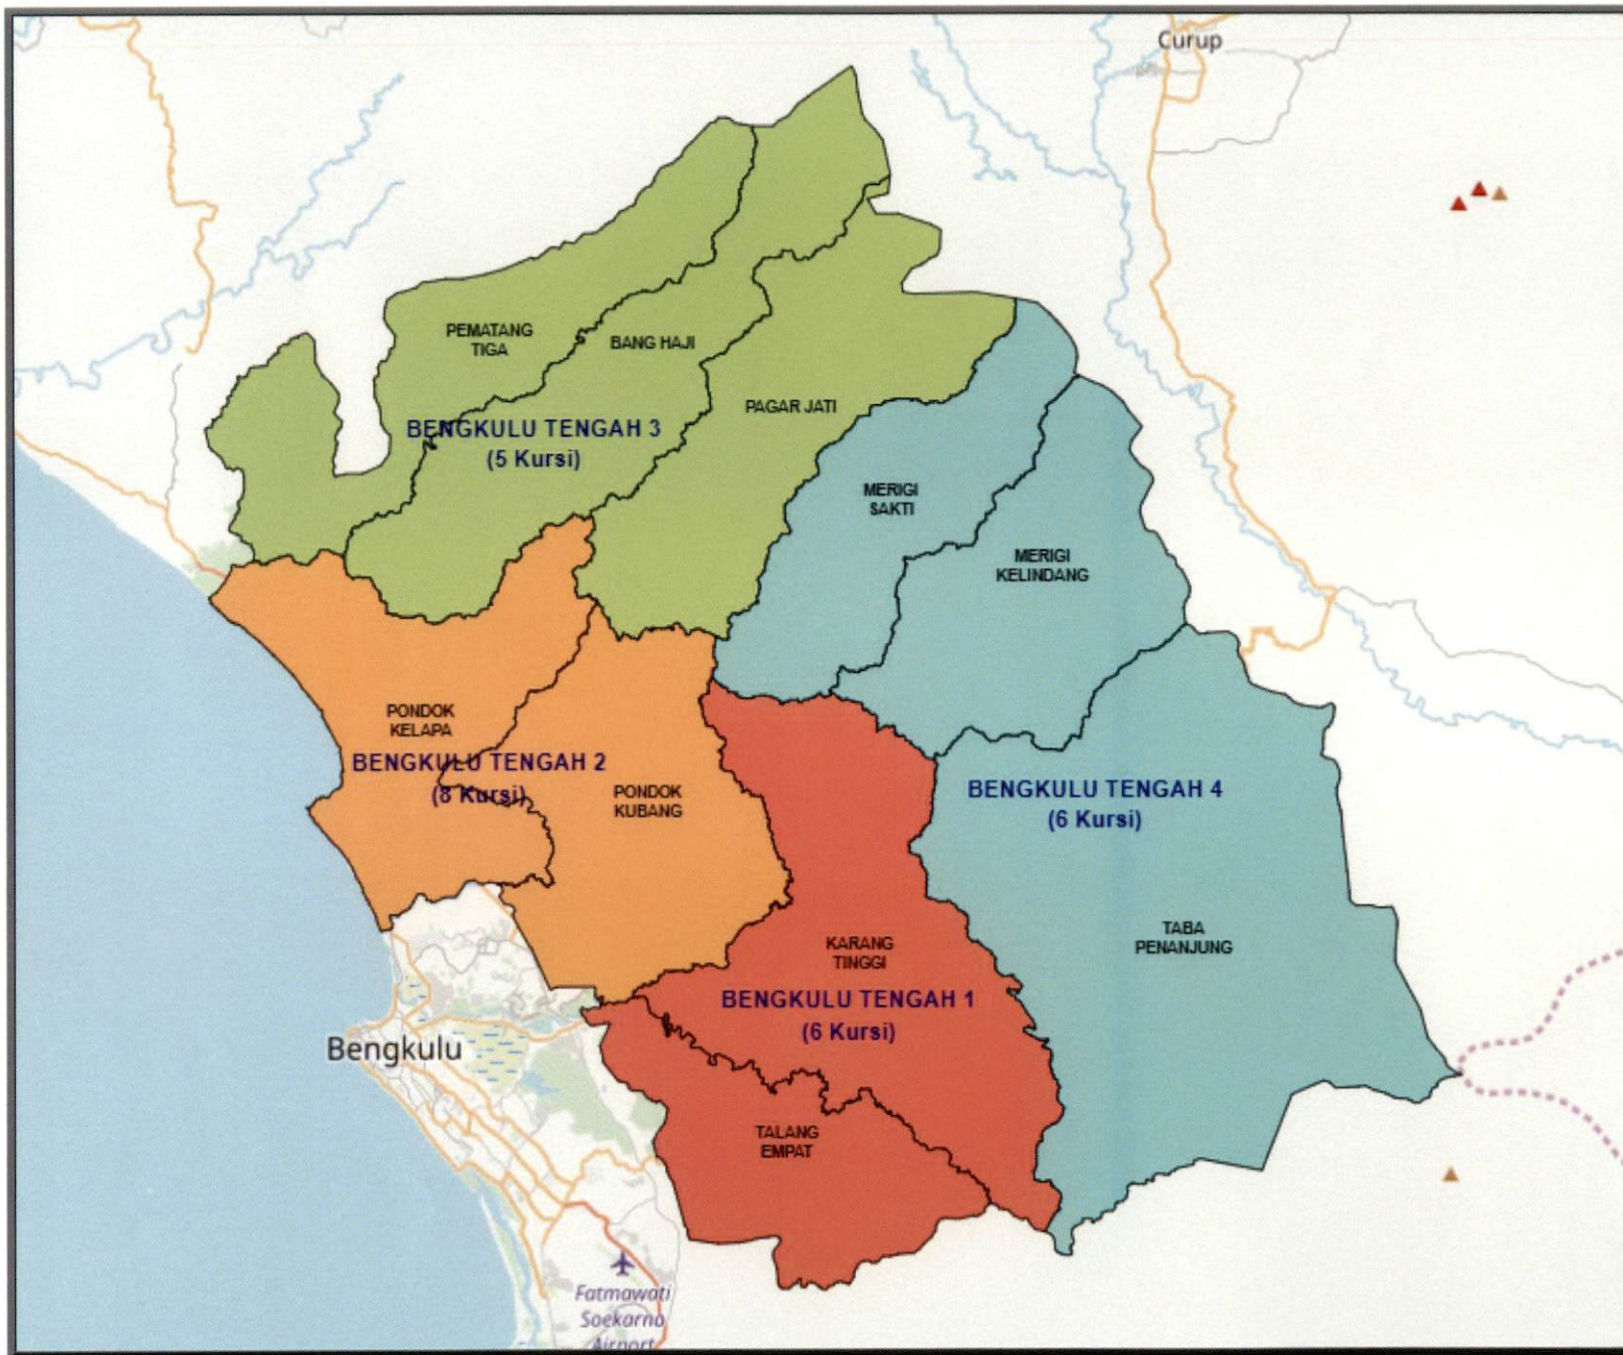 Curup
PEMATANG
TIGA
BANG HAJI
PAGAR JATI
BENGKULU TENGAH 3
(5 Kursi)
MERIGI
SAKTI
MERIGI
KELINDANG
PONDOK
KELAPA
BENGKULU TENGAH 2
(8 Kursi)
PONDOK
KUBANG
BENGKULU TENGAH 4
(6 Kursi)
TABA
PENANJUNG
KARANG
TINGGI
BENGKULU TENGAH 1
(6 Kursi)
Bengkulu
TALANG
EMPAT
Fatmawati
Soekarno
Airport